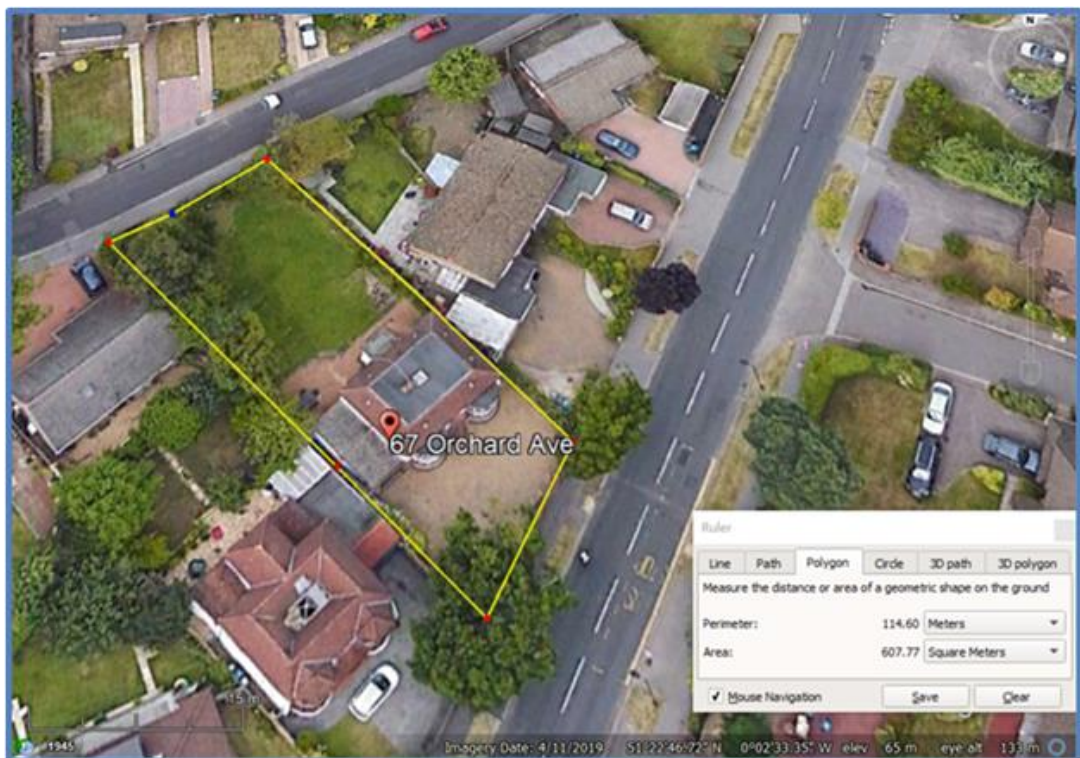 N
67 Orchard Ave
Ruler
Line Path Polygon Circle 3D path 3D polygon
Measure the distance or area of a geometric shape on the ground
Perimeter: 114.60 Meters
Area: 607.77 Square Meters
Mouse Navigation Save Clear
15 m
1945
Imagery Date: 4/11/2019 51°22'46.72" N 0°02'33.35" W elev 65 m eye alt 133 m